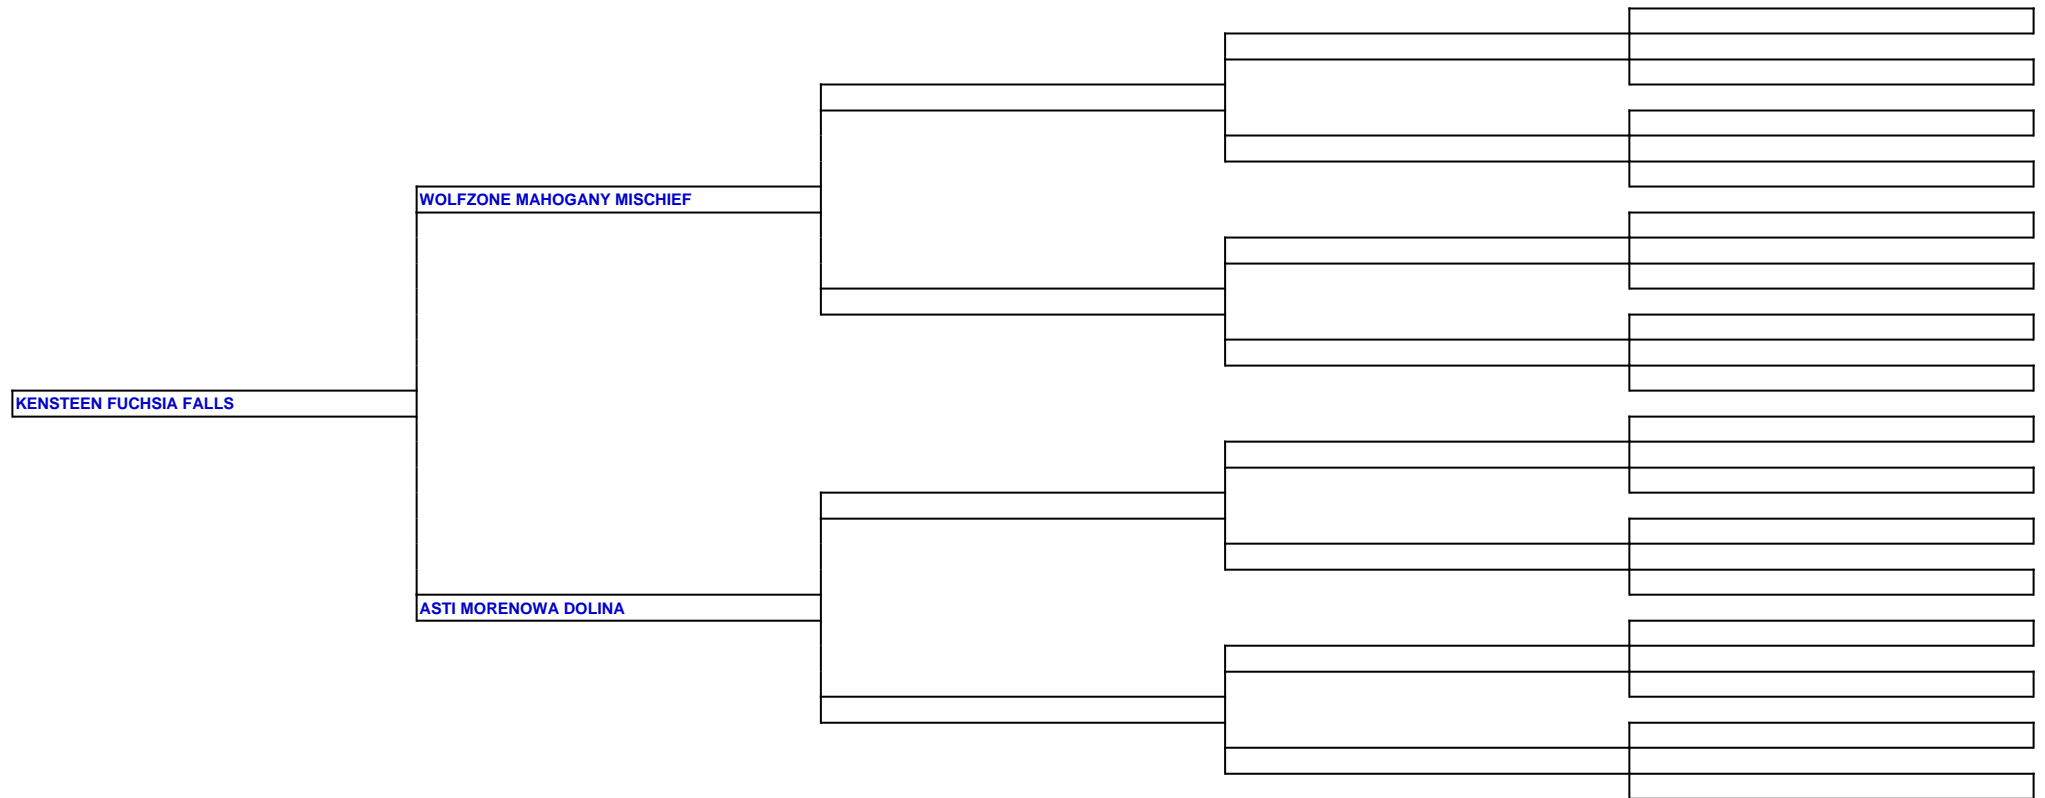 WOLFZONE MAHOGANY MISCHIEF
KENSTEEN FUCHSIA FALLS
ASTI MORENOWA DOLINA